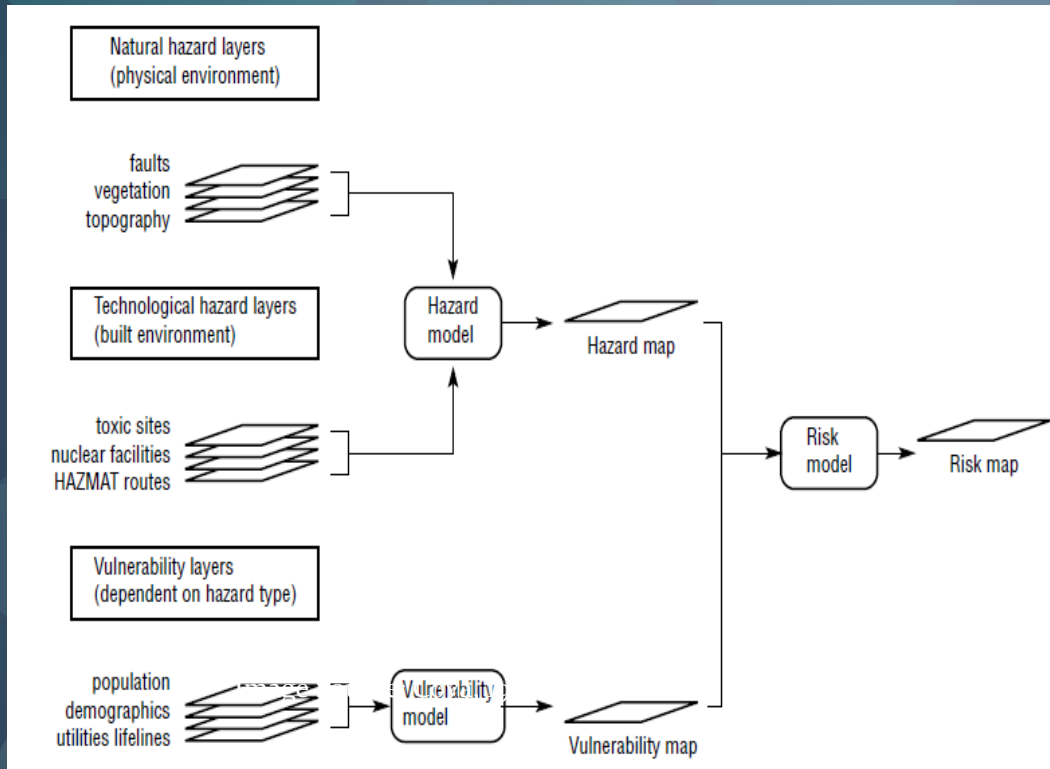 Natural hazard layers
(physical environment)
faults
vegetation
topography
Technological hazard layers
(built environment)
Hazard
model
Hazard map
toxic sites
nuclear facilities
HAZMAT routes
Risk
model
Risk map
Vulnerability layers
(dependent on hazard type)
population
demographics
utilities lifelines
Vulnerability
model
Vulnerability map